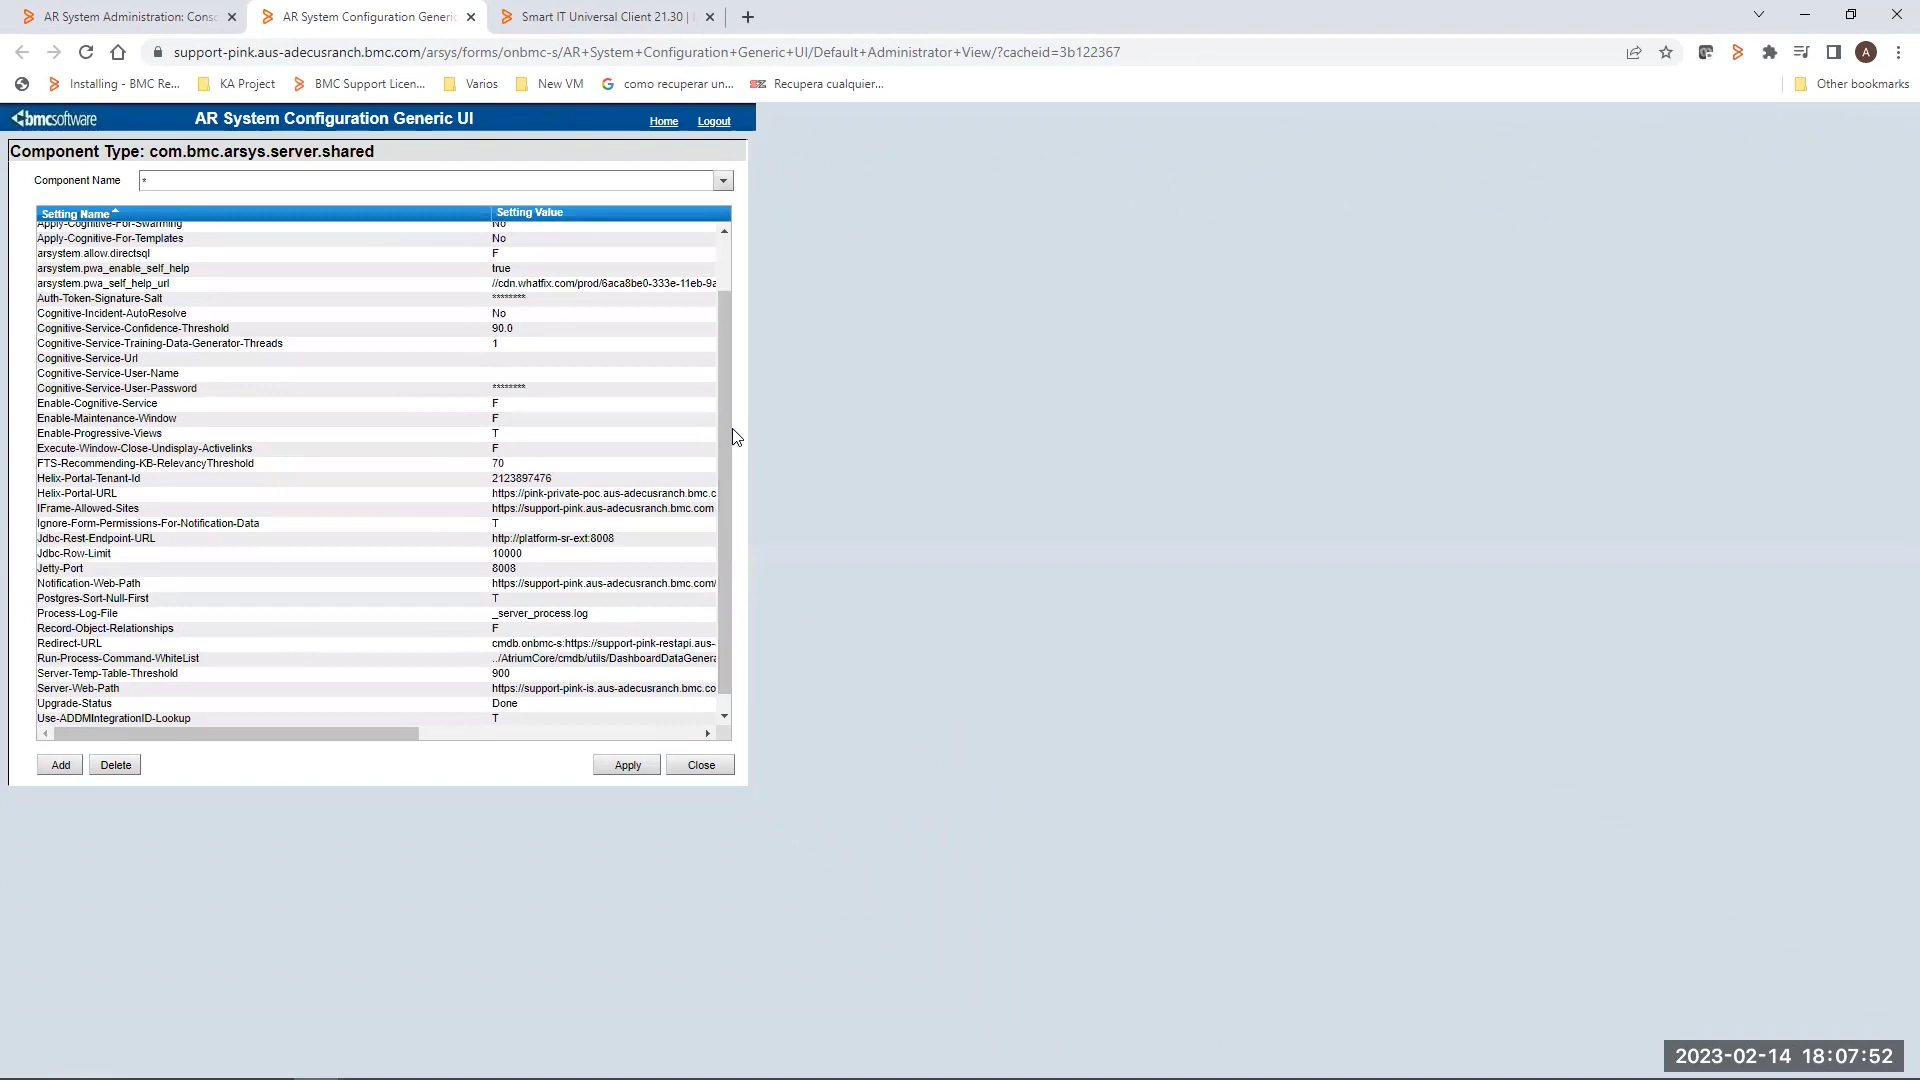 AR System Administration: Consc
AR System Configuration Generic
Smart IT Universal Client 21.30 |
support-pink.aus-adecusranch.bmc.com/arsys/forms/onbmc-s/AR+System+Configuration+Generic+UI/Default+Administrator+View/?cacheid=3b122367
A
Installing - BMC Re...
KA Project
BMC Support Licen...
Varios
New VM
como recuperar un...
Recupera cualquier...
Other bookmarks
bmcsoftware
AR System Configuration Generic UI
Home
Logout
Component Type: com.bmc.arsys.server.shared
Component Name *
Setting Name Setting Value
Apply-Cognitive-For-Swarming No
Apply-Cognitive-For-Templates No
arsystem.allow.directsql F
arsystem.pwa_enable_self_help true
arsystem.pwa_self_help_url //cdn.whatfix.com/prod/6aca8be0-333e-11eb-9a
Auth-Token-Signature-Salt ********
Cognitive-Incident-AutoResolve No
Cognitive-Service-Confidence-Threshold 90.0
Cognitive-Service-Training-Data-Generator-Threads 1
Cognitive-Service-Url
Cognitive-Service-User-Name
Cognitive-Service-User-Password ********
Enable-Cognitive-Service F
Enable-Maintenance-Window F
Enable-Progressive-Views T
Execute-Window-Close-Undisplay-Activelinks F
FTS-Recommending-KB-RelevancyThreshold 70
Helix-Portal-Tenant-Id 2123897476
Helix-Portal-URL https://pink-private-poc.aus-adecusranch.bmc.c
IFrame-Allowed-Sites https://support-pink.aus-adecusranch.bmc.com
Ignore-Form-Permissions-For-Notification-Data T
Jdbc-Rest-Endpoint-URL http://platform-sr-ext:8008
Jdbc-Row-Limit 10000
Jetty-Port 8008
Notification-Web-Path https://support-pink.aus-adecusranch.bmc.com/
Postgres-Sort-Null-First T
Process-Log-File _server_process.log
Record-Object-Relationships F
Redirect-URL cmdb.onbmc-s:https://support-pink-restapi.aus-
Run-Process-Command-WhiteList ../AtriumCore/cmdb/utils/DashboardDataGenera
Server-Temp-Table-Threshold 900
Server-Web-Path https://support-pink-is.aus-adecusranch.bmc.co
Upgrade-Status Done
Use-ADDMIntegrationID-Lookup T
Add
Delete
Apply
Close
2023-02-14 18:07:52